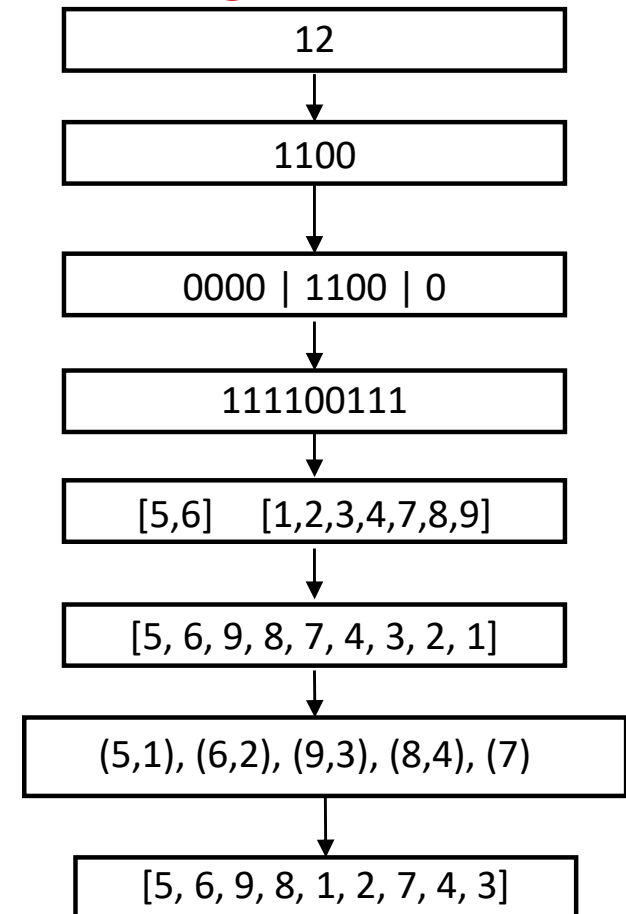 12
1100
0000 | 1100 | 0
111100111
[5,6] [1,2,3,4,7,8,9]
[5, 6, 9, 8, 7, 4, 3, 2, 1]
(5,1), (6,2), (9,3), (8,4), (7)
[5, 6, 9, 8, 1, 2, 7, 4, 3]